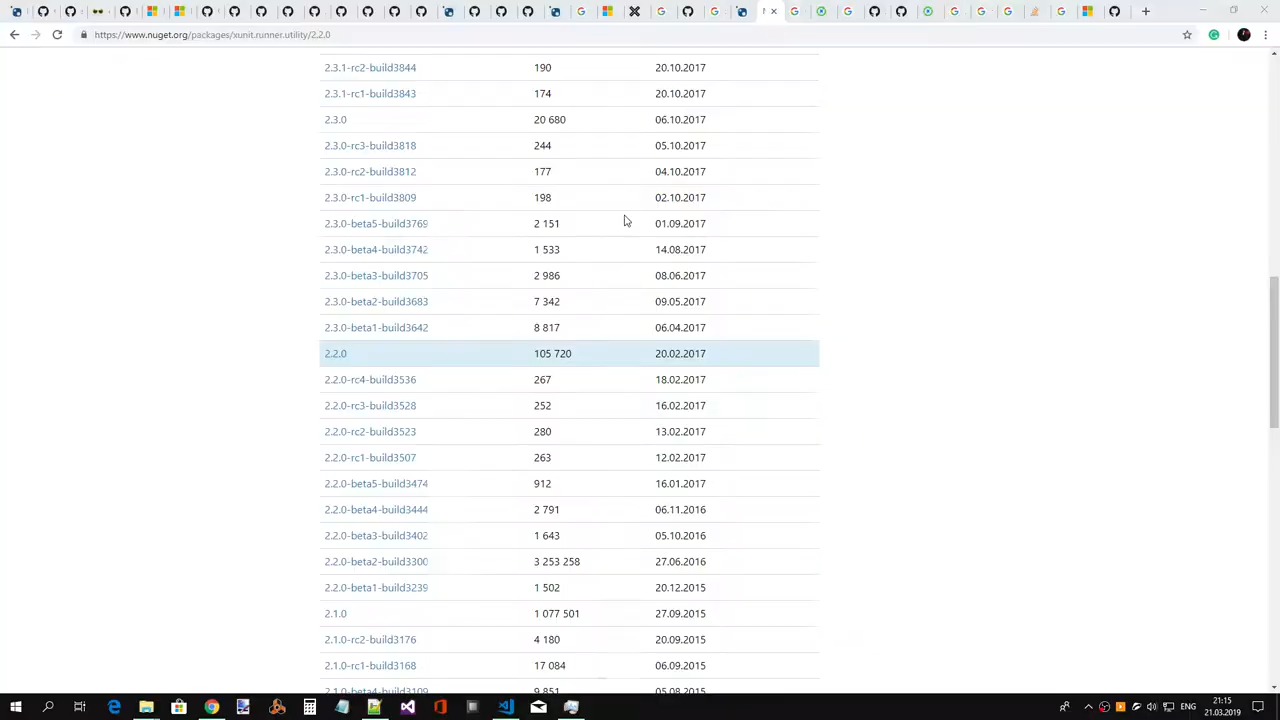 https://www.nuget.org/packages/xunit.runner.utility/2.2.0
2.3.1-rc2-build3844 190 20.10.2017
2.3.1-rc1-build3843 174 20.10.2017
2.3.0 20 680 06.10.2017
2.3.0-rc3-build3818 244 05.10.2017
2.3.0-rc2-build3812 177 04.10.2017
2.3.0-rc1-build3809 198 02.10.2017
2.3.0-beta5-build3769 2 151 01.09.2017
2.3.0-beta4-build3742 1 533 14.08.2017
2.3.0-beta3-build3705 2 986 08.06.2017
2.3.0-beta2-build3683 7 342 09.05.2017
2.3.0-beta1-build3642 8 817 06.04.2017
2.2.0 105 720 20.02.2017
2.2.0-rc4-build3536 267 18.02.2017
2.2.0-rc3-build3528 252 16.02.2017
2.2.0-rc2-build3523 280 13.02.2017
2.2.0-rc1-build3507 263 12.02.2017
2.2.0-beta5-build3474 912 16.01.2017
2.2.0-beta4-build3444 2 791 06.11.2016
2.2.0-beta3-build3402 1 643 05.10.2016
2.2.0-beta2-build3300 3 253 258 27.06.2016
2.2.0-beta1-build3239 1 502 20.12.2015
2.1.0 1 077 501 27.09.2015
2.1.0-rc2-build3176 4 180 20.09.2015
2.1.0-rc1-build3168 17 084 06.09.2015
2.1.0-beta4-build3109 9 851 05.08.2015
ENG 21:15
21.03.2019